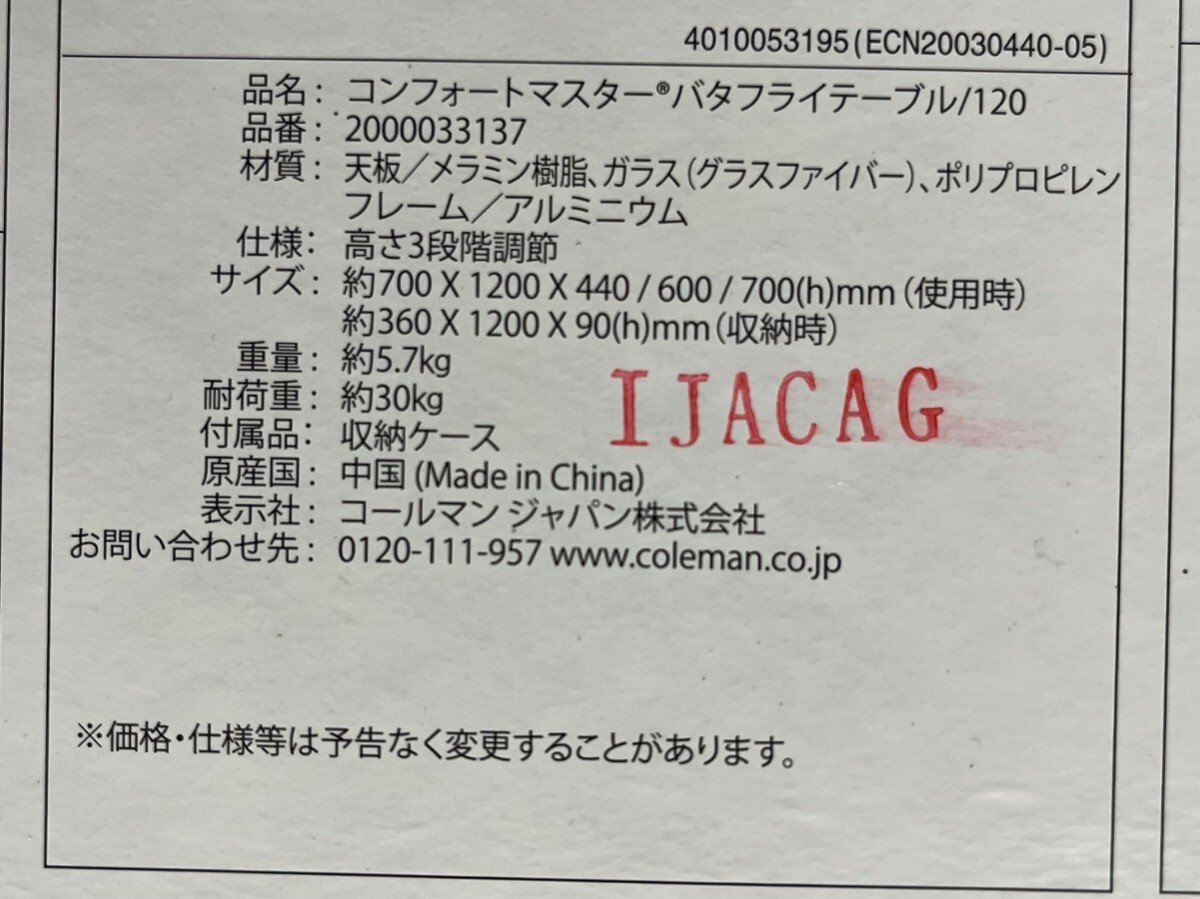 4010053195(ECN20030440-05)
品名： コンフォートマスター®バタフライテーブル/120
品番： 2000033137
材質： 天板／メラミン樹脂、ガラス（グラスファイバー）、ポリプロピレン
フレーム／アルミニウム
仕様： 高さ3段階調節
サイズ： 約700 X 1200 X 440 / 600 / 700(h)mm（使用時）
約360 X 1200 X 90(h)mm（収納時）
重量： 約5.7kg
耐荷重： 約30kg
付属品： 収納ケース
IJACAG
原産国： 中国 (Made in China)
表示社： コールマン ジャパン株式会社
お問い合わせ先： 0120-111-957 www.coleman.co.jp
※価格・仕様等は予告なく変更することがあります。